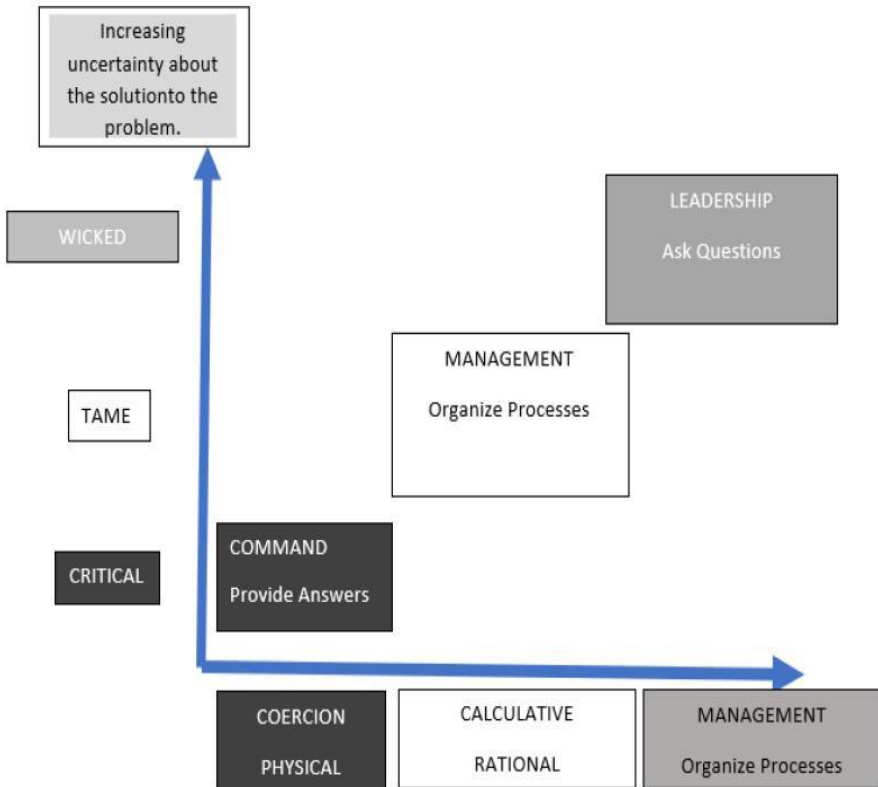 Increasing
uncertainty about
the solutionto the
problem.
WICKED
LEADERSHIP
Ask Questions
MANAGEMENT
Organize Processes
TAME
COMMAND
Provide Answers
CRITICAL
COERCION
PHYSICAL
CALCULATIVE
RATIONAL
MANAGEMENT
Organize Processes